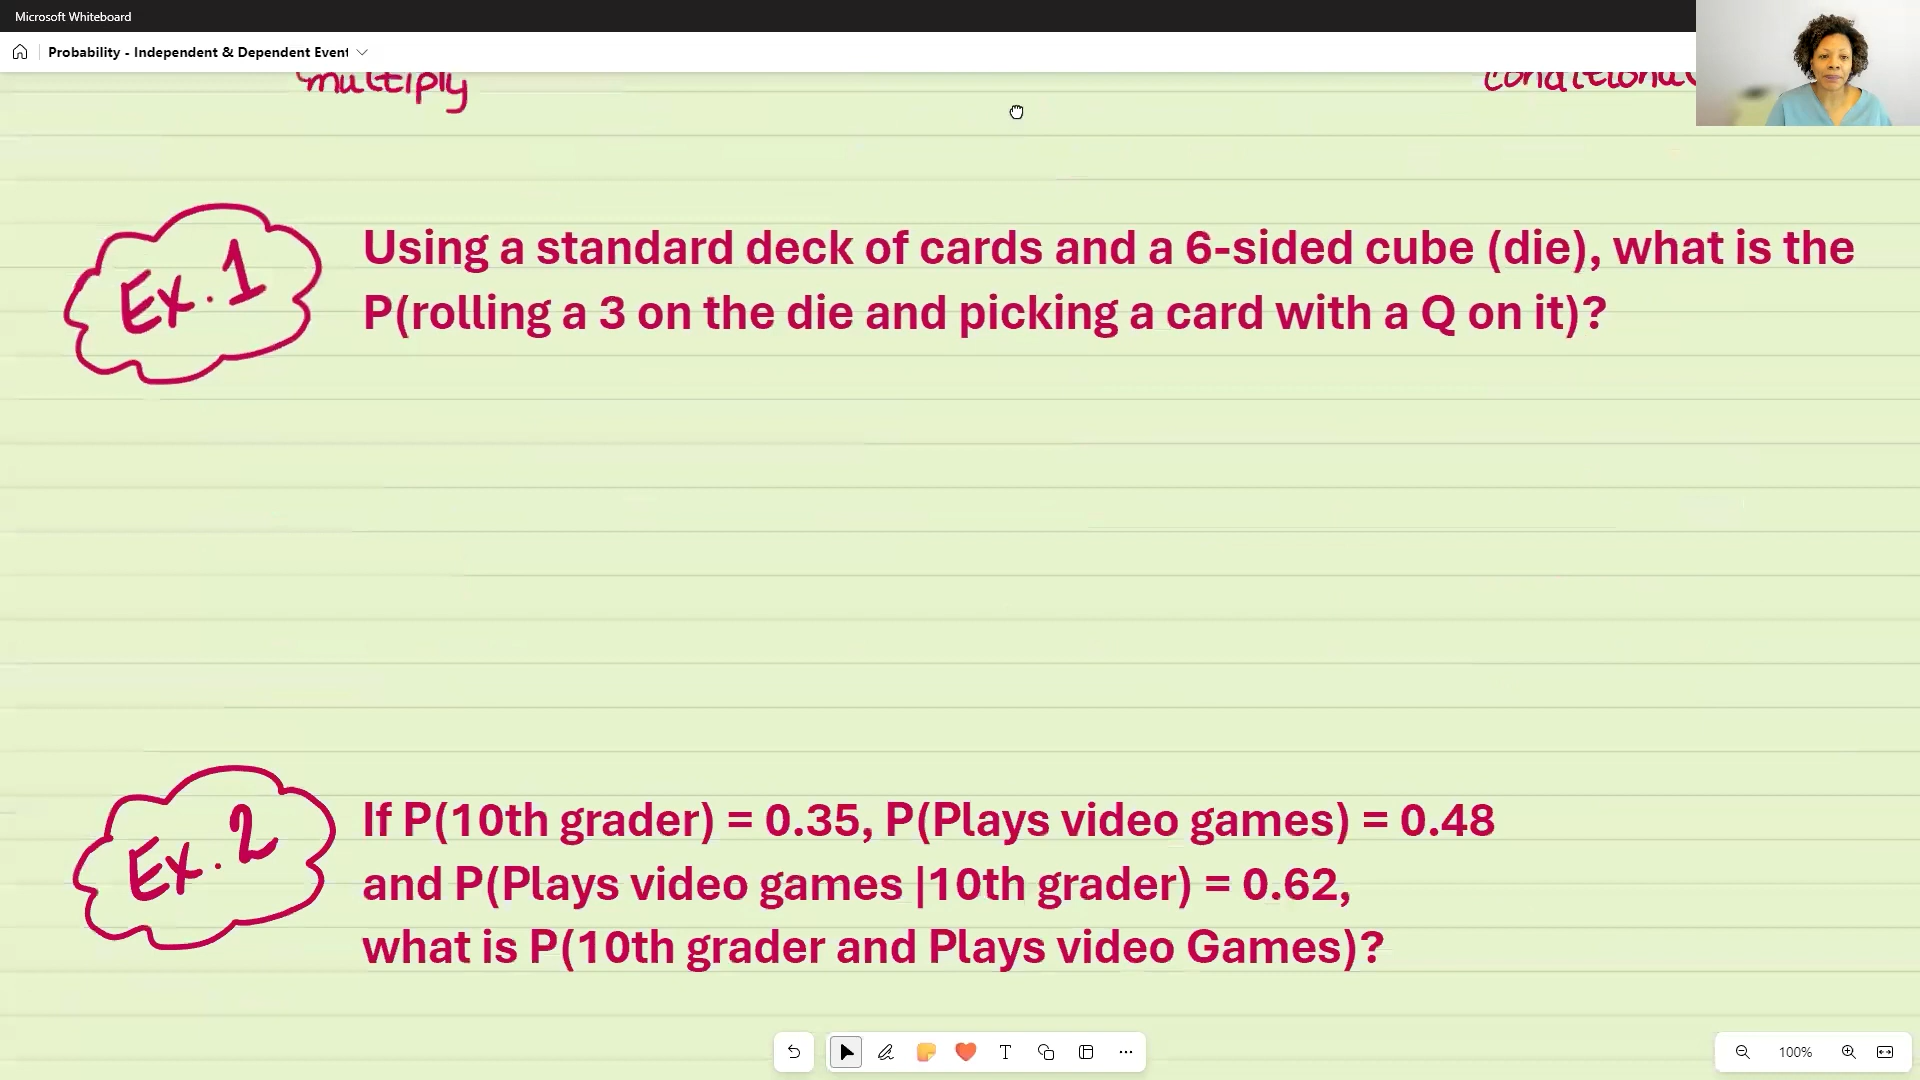 Microsoft Whiteboard
Probability - Independent & Dependent Event
multiply
conditional
Ex. 1
Using a standard deck of cards and a 6-sided cube (die), what is the
P(rolling a 3 on the die and picking a card with a Q on it)?
Ex. 2
If P(10th grader) = 0.35, P(Plays video games) = 0.48
and P(Plays video games |10th grader) = 0.62,
what is P(10th grader and Plays video Games)?
100%